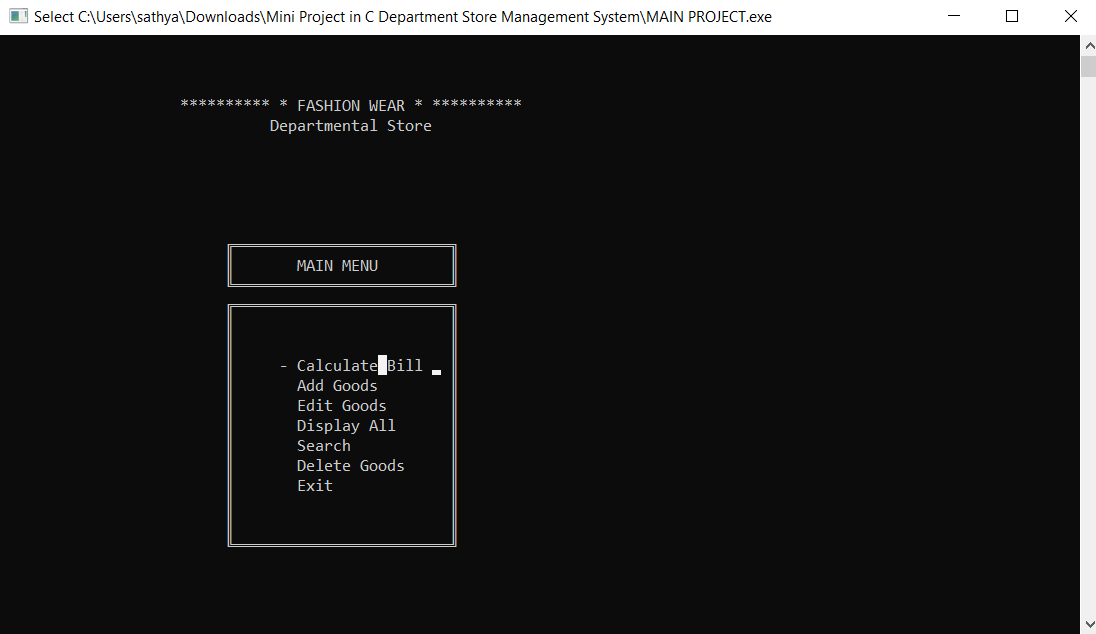 Select C:\Users\sathya\Downloads\Mini Project in C Department Store Management System\MAIN PROJECT.exe
********** * FASHION WEAR * **********
Departmental Store
MAIN MENU
- Calculate Bill _
Add Goods
Edit Goods
Display All
Search
Delete Goods
Exit